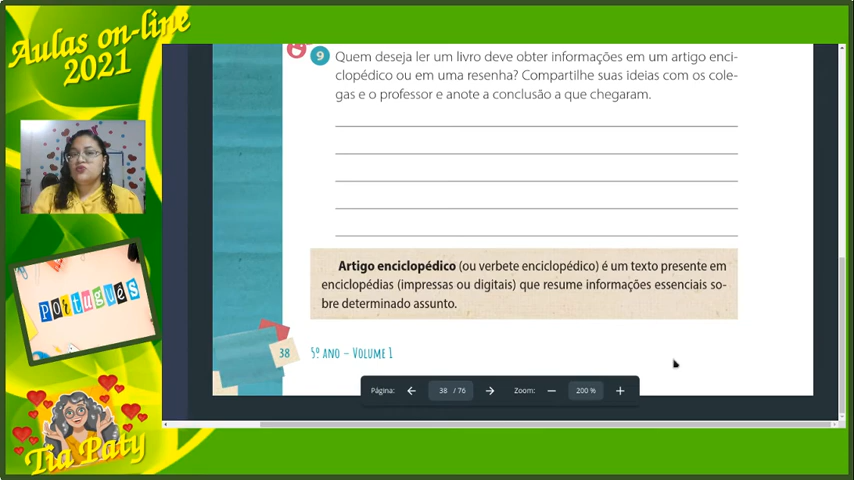 Aulas on-line
2021
Português
Tia Paty
9 Quem deseja ler um livro deve obter informações em um artigo enci-
clopédico ou em uma resenha? Compartilhe suas ideias com os cole-
gas e o professor e anote a conclusão a que chegaram.
Artigo enciclopédico (ou verbete enciclopédico) é um texto presente em
enciclopédias (impressas ou digitais) que resume informações essenciais so-
bre determinado assunto.
38 5º. ano – Volume 1
Página: 38 / 76 Zoom: 200 %